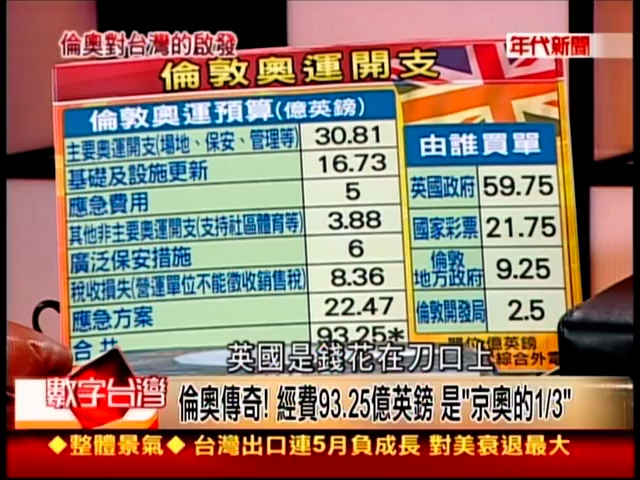 倫奧對台灣的啟發
年代新聞
倫敦奧運開支
倫敦奧運預算(億英鎊)
主要奧運開支(場地、保安、管理等) 30.81
基礎及設施更新 16.73
應急費用 5
其他非主要奧運開支(支持社區體育等) 3.88
廣泛保安措施 6
稅收損失(營運單位不能徵收銷售稅) 8.36
應急方案 22.47
合共 93.25*
由誰買單
英國政府 59.75
國家彩票 21.75
倫敦
地方政府 9.25
倫敦開發局 2.5
單位:億英鎊
綜合外電
英國是錢花在刀口上
數字台灣
倫奧傳奇! 經費93.25億英鎊 是"京奧的1/3"
◆整體景氣◆ 台灣出口連5月負成長 對美衰退最大